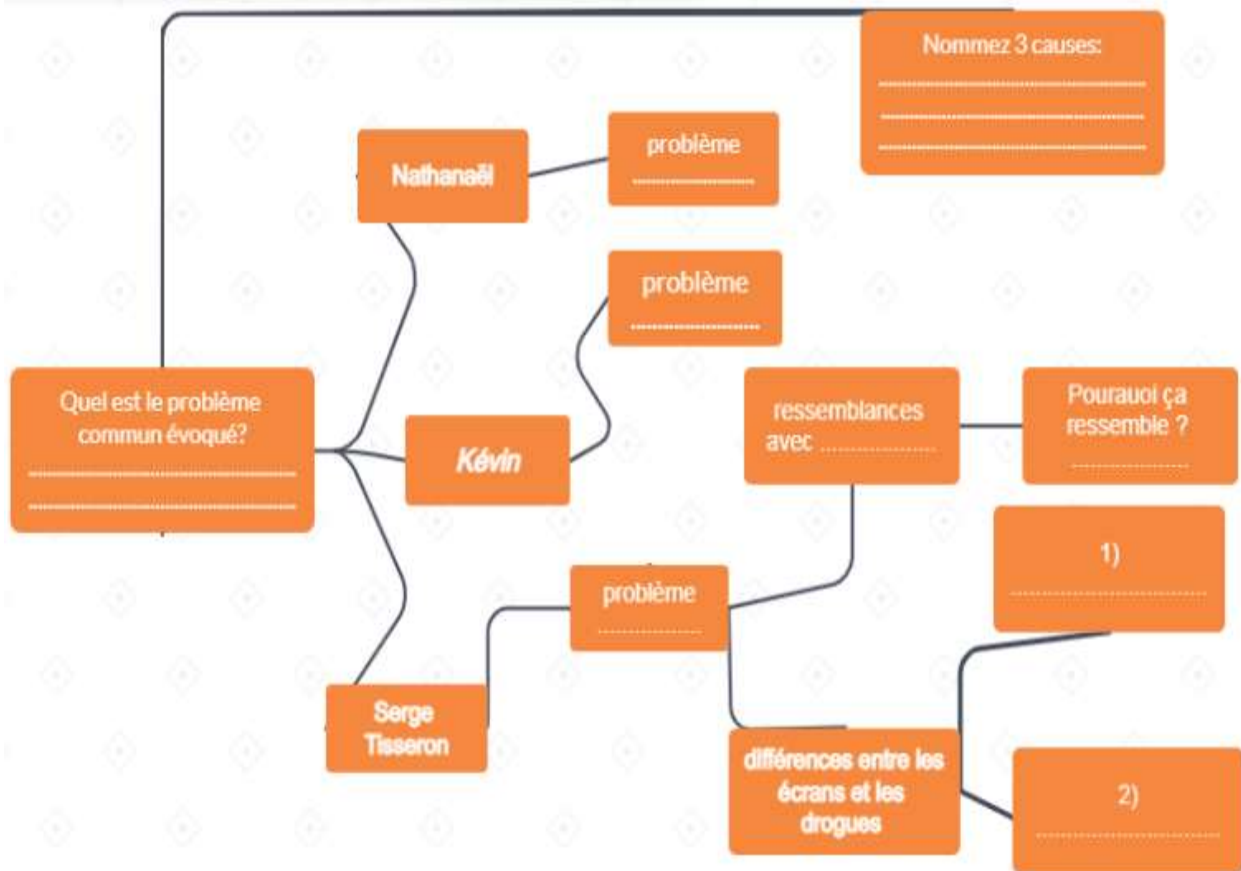 Nommez 3 causes:
..........................................
..........................................
..........................................
Nathanaël
problème
....................
problème
....................
Quel est le problème
commun évoqué?
..........................................
..........................................
Kévin
ressemblances
avec ..................
Pourauoi ça
ressemble ?
..................
1)
..............................
problème
..................
Serge
Tisseron
différences entre les
écrans et les
drogues
2)
..............................